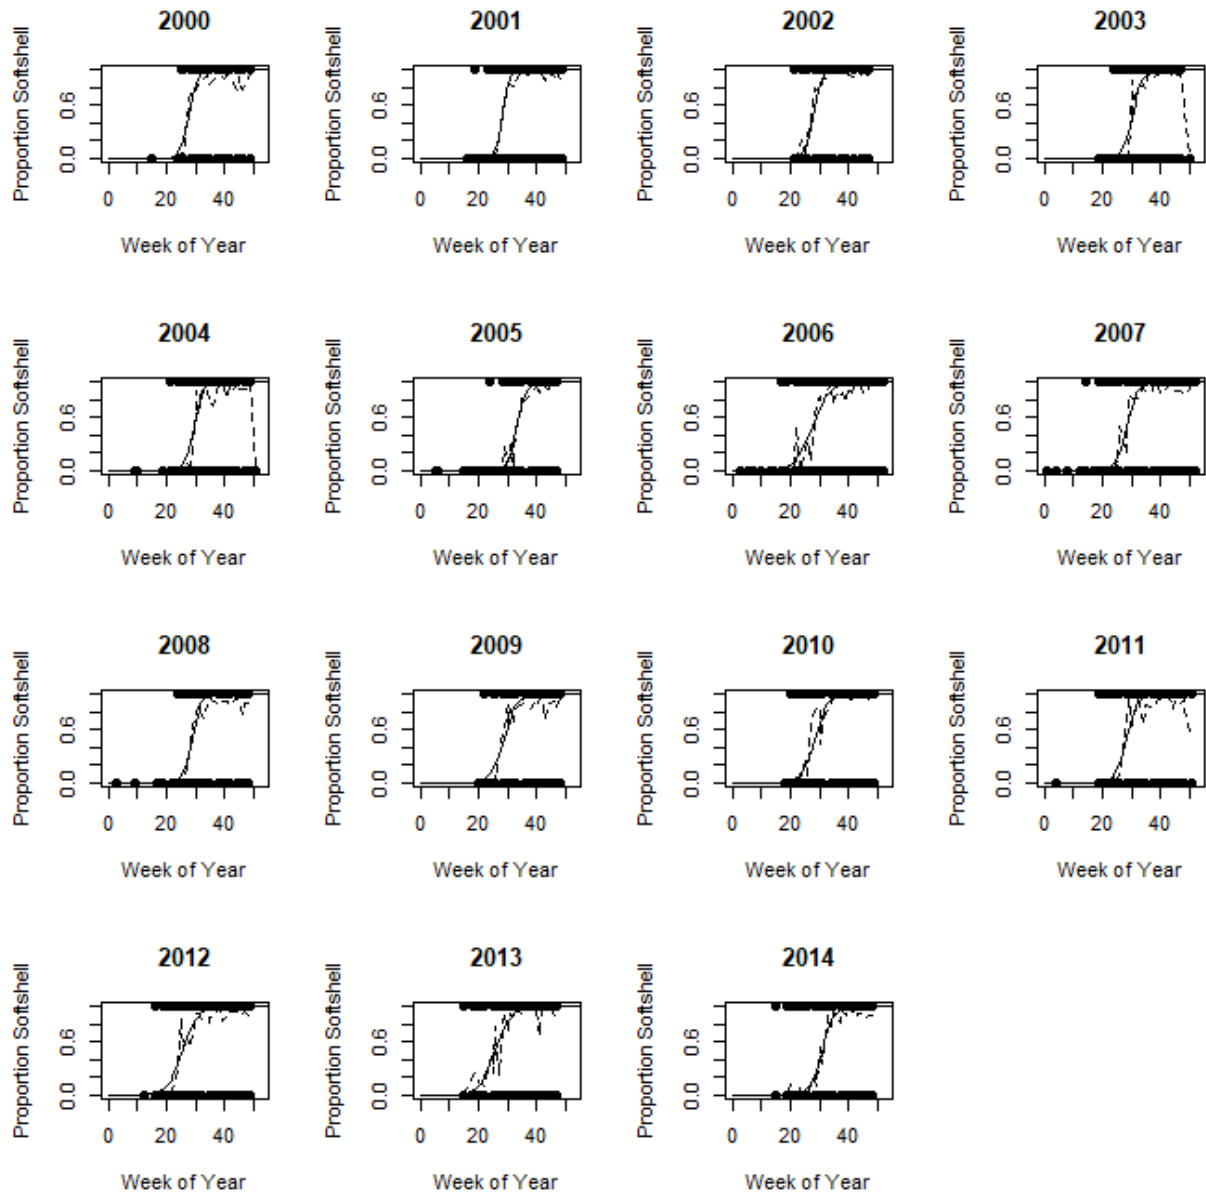 2000 2001 2002 2003
Proportion Softshell Proportion Softshell Proportion Softshell Proportion Softshell
0.6 0.6 0.6 0.6
0.0 0.0 0.0 0.0
0 20 40 0 20 40 0 20 40 0 20 40
Week of Year Week of Year Week of Year Week of Year
2004 2005 2006 2007
Proportion Softshell Proportion Softshell Proportion Softshell Proportion Softshell
0.6 0.6 0.6 0.6
0.0 0.0 0.0 0.0
0 20 40 0 20 40 0 20 40 0 20 40
Week of Year Week of Year Week of Year Week of Year
2008 2009 2010 2011
Proportion Softshell Proportion Softshell Proportion Softshell Proportion Softshell
0.6 0.6 0.6 0.6
0.0 0.0 0.0 0.0
0 20 40 0 20 40 0 20 40 0 20 40
Week of Year Week of Year Week of Year Week of Year
2012 2013 2014
Proportion Softshell Proportion Softshell Proportion Softshell
0.6 0.6 0.6
0.0 0.0 0.0
0 20 40 0 20 40 0 20 40
Week of Year Week of Year Week of Year